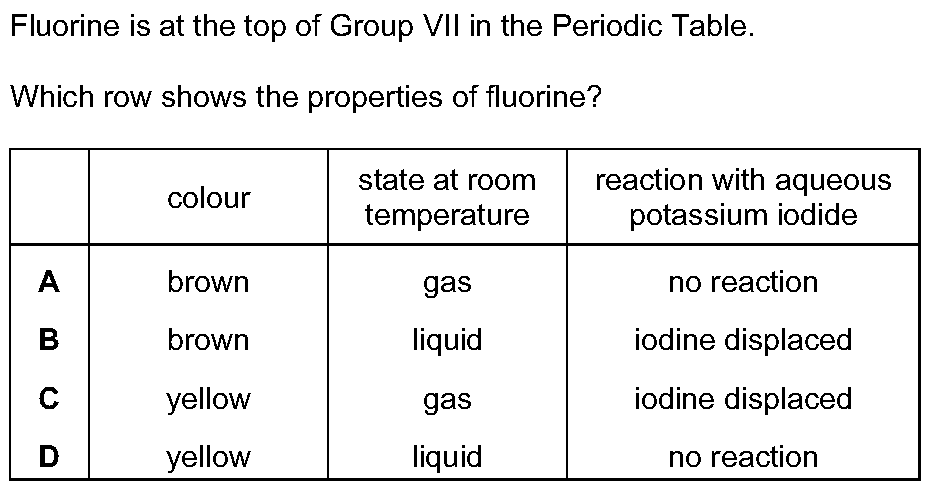 Fluorine is at the top of Group VII in the Periodic Table.
Which row shows the properties of fluorine?
colour state at room temperature reaction with aqueous potassium iodide
A brown gas no reaction
B brown liquid iodine displaced
C yellow gas iodine displaced
D yellow liquid no reaction